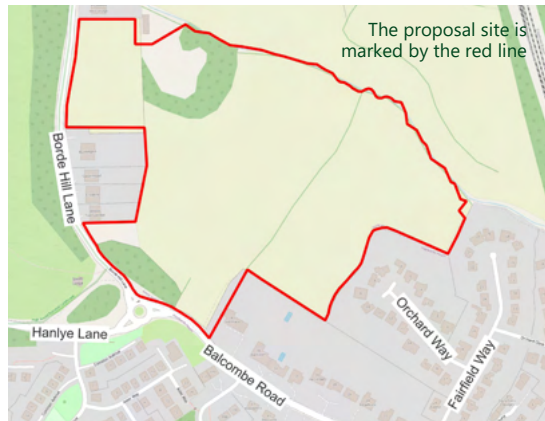 The proposal site is
marked by the red line
Borde Hill Lane
Hanlye Lane
Balcombe Road
Orchard Way
Fairfield Way